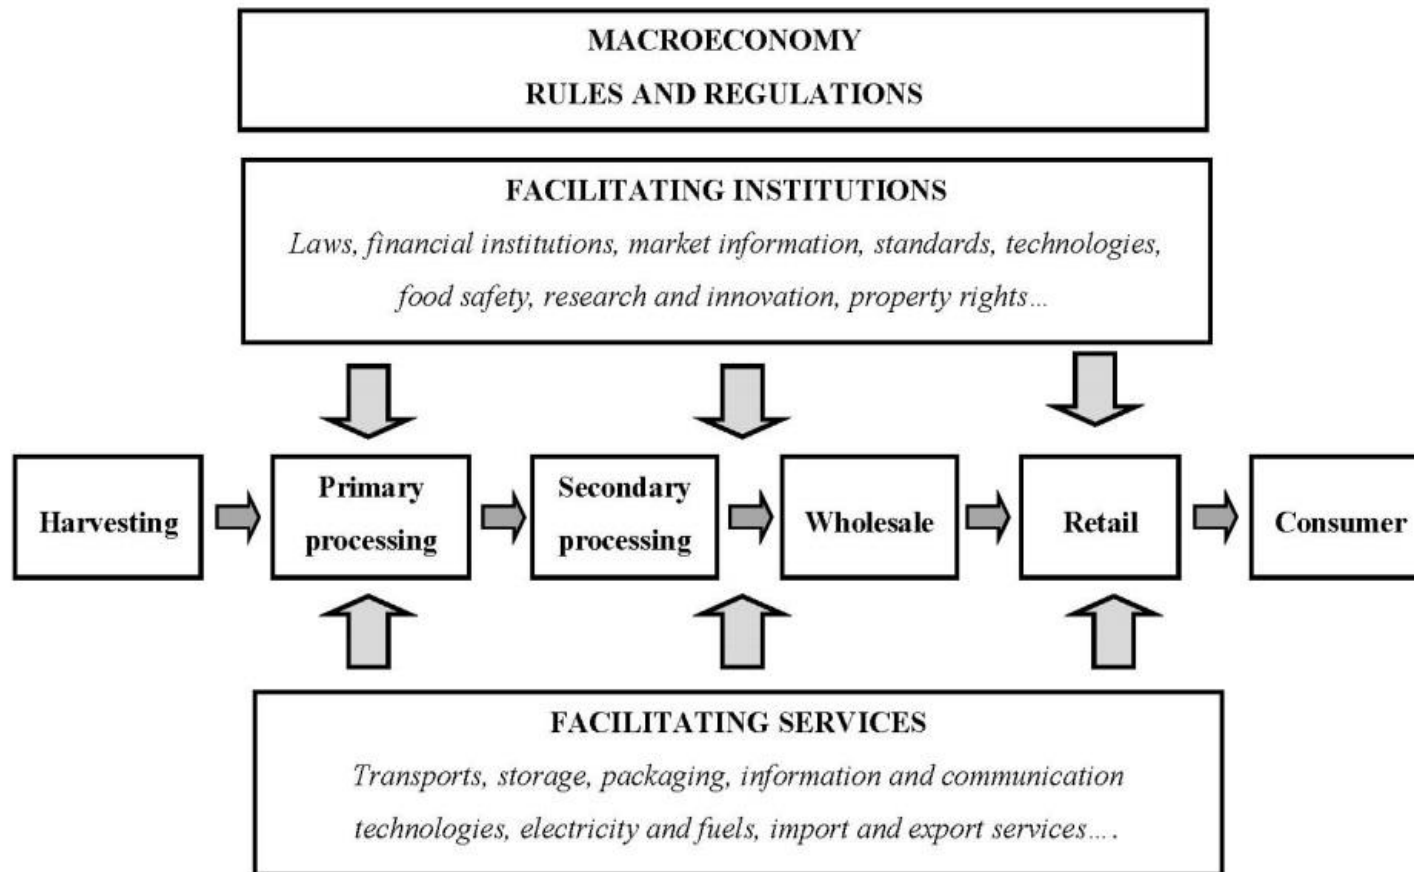 MACROECONOMY
RULES AND REGULATIONS
FACILITATING INSTITUTIONS
Laws, financial institutions, market information, standards, technologies,
food safety, research and innovation, property rights…
Harvesting
Primary
processing
Secondary
processing
Wholesale
Retail
Consumer
FACILITATING SERVICES
Transports, storage, packaging, information and communication
technologies, electricity and fuels, import and export services….